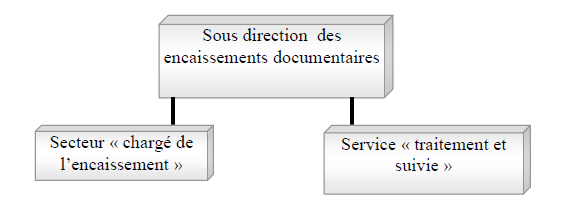 Sous direction des
encaissements documentaires
Secteur « chargé de
l'encaissement »
Service « traitement et
suivie »